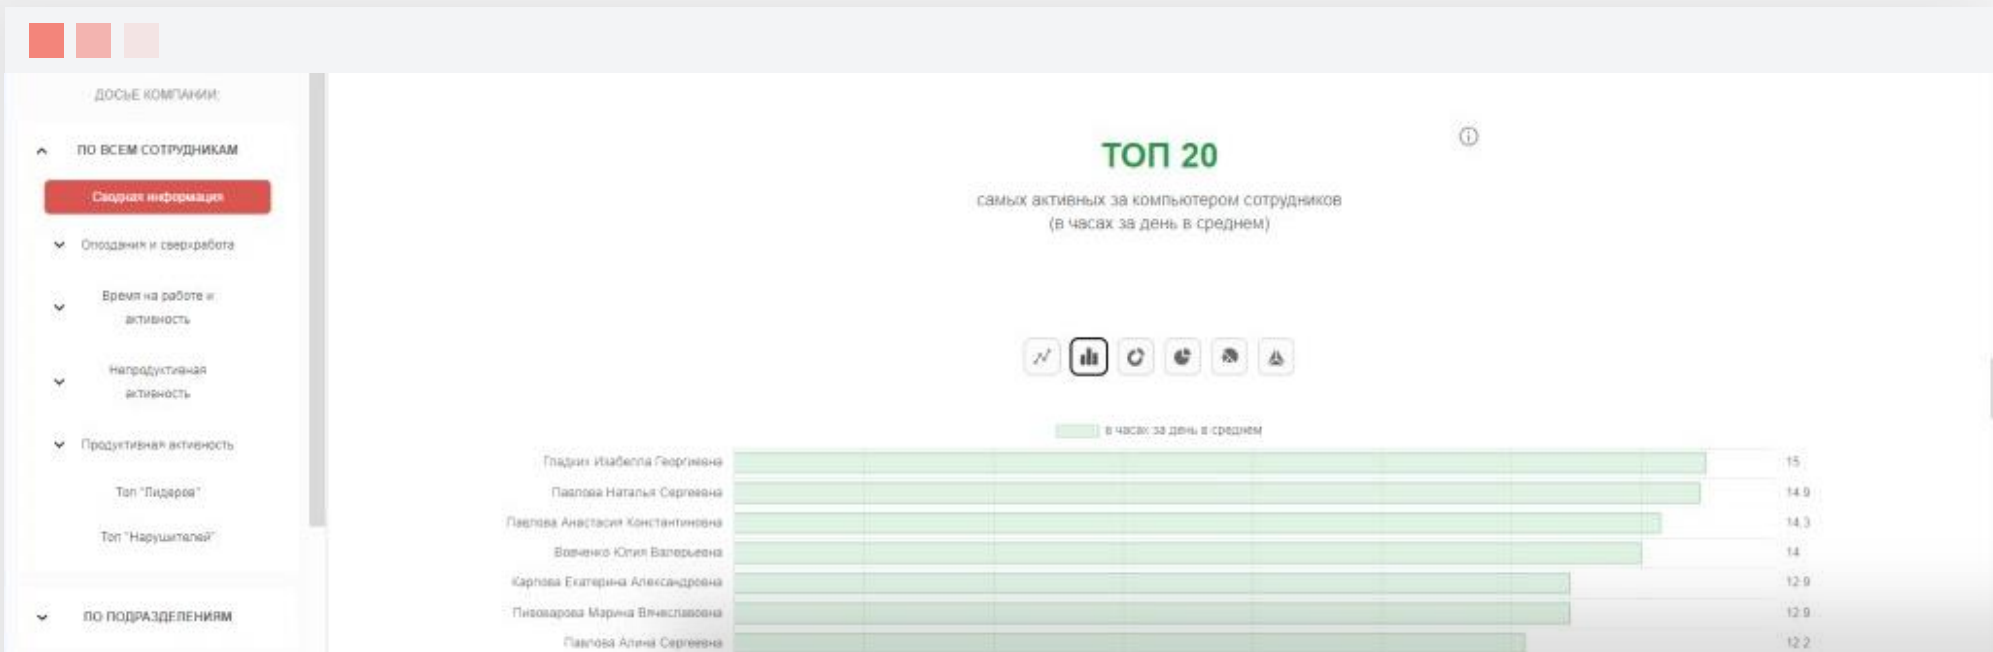 ДОСЬЕ КОМПАНИИ:
ПО ВСЕМ СОТРУДНИКАМ
Сводная информация
Опоздания и сверхработа
Время на работе и
активность
Непродуктивная
активность
Продуктивная активность
Топ "Лидеров"
Топ "Нарушителей"
ПО ПОДРАЗДЕЛЕНИЯМ
ТОП 20
самых активных за компьютером сотрудников
(в часах за день в среднем)
в часах за день в среднем
Гладких Изабелла Георгиевна 15
Павлова Наталья Сергеевна 14.9
Павлова Анастасия Константиновна 14.3
Вовченко Юлия Валерьевна 14
Карпова Екатерина Александровна 12.9
Пивоварова Марина Вячеславовна 12.9
Павлова Алина Сергеевна 12.2